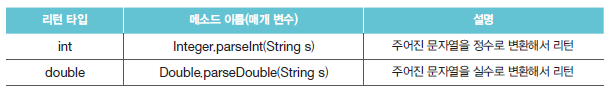 리턴 타입 메소드 이름(매개 변수) 설명
int Integer.parseInt(String s) 주어진 문자열을 정수로 변환해서 리턴
double Double.parseDouble(String s) 주어진 문자열을 실수로 변환해서 리턴